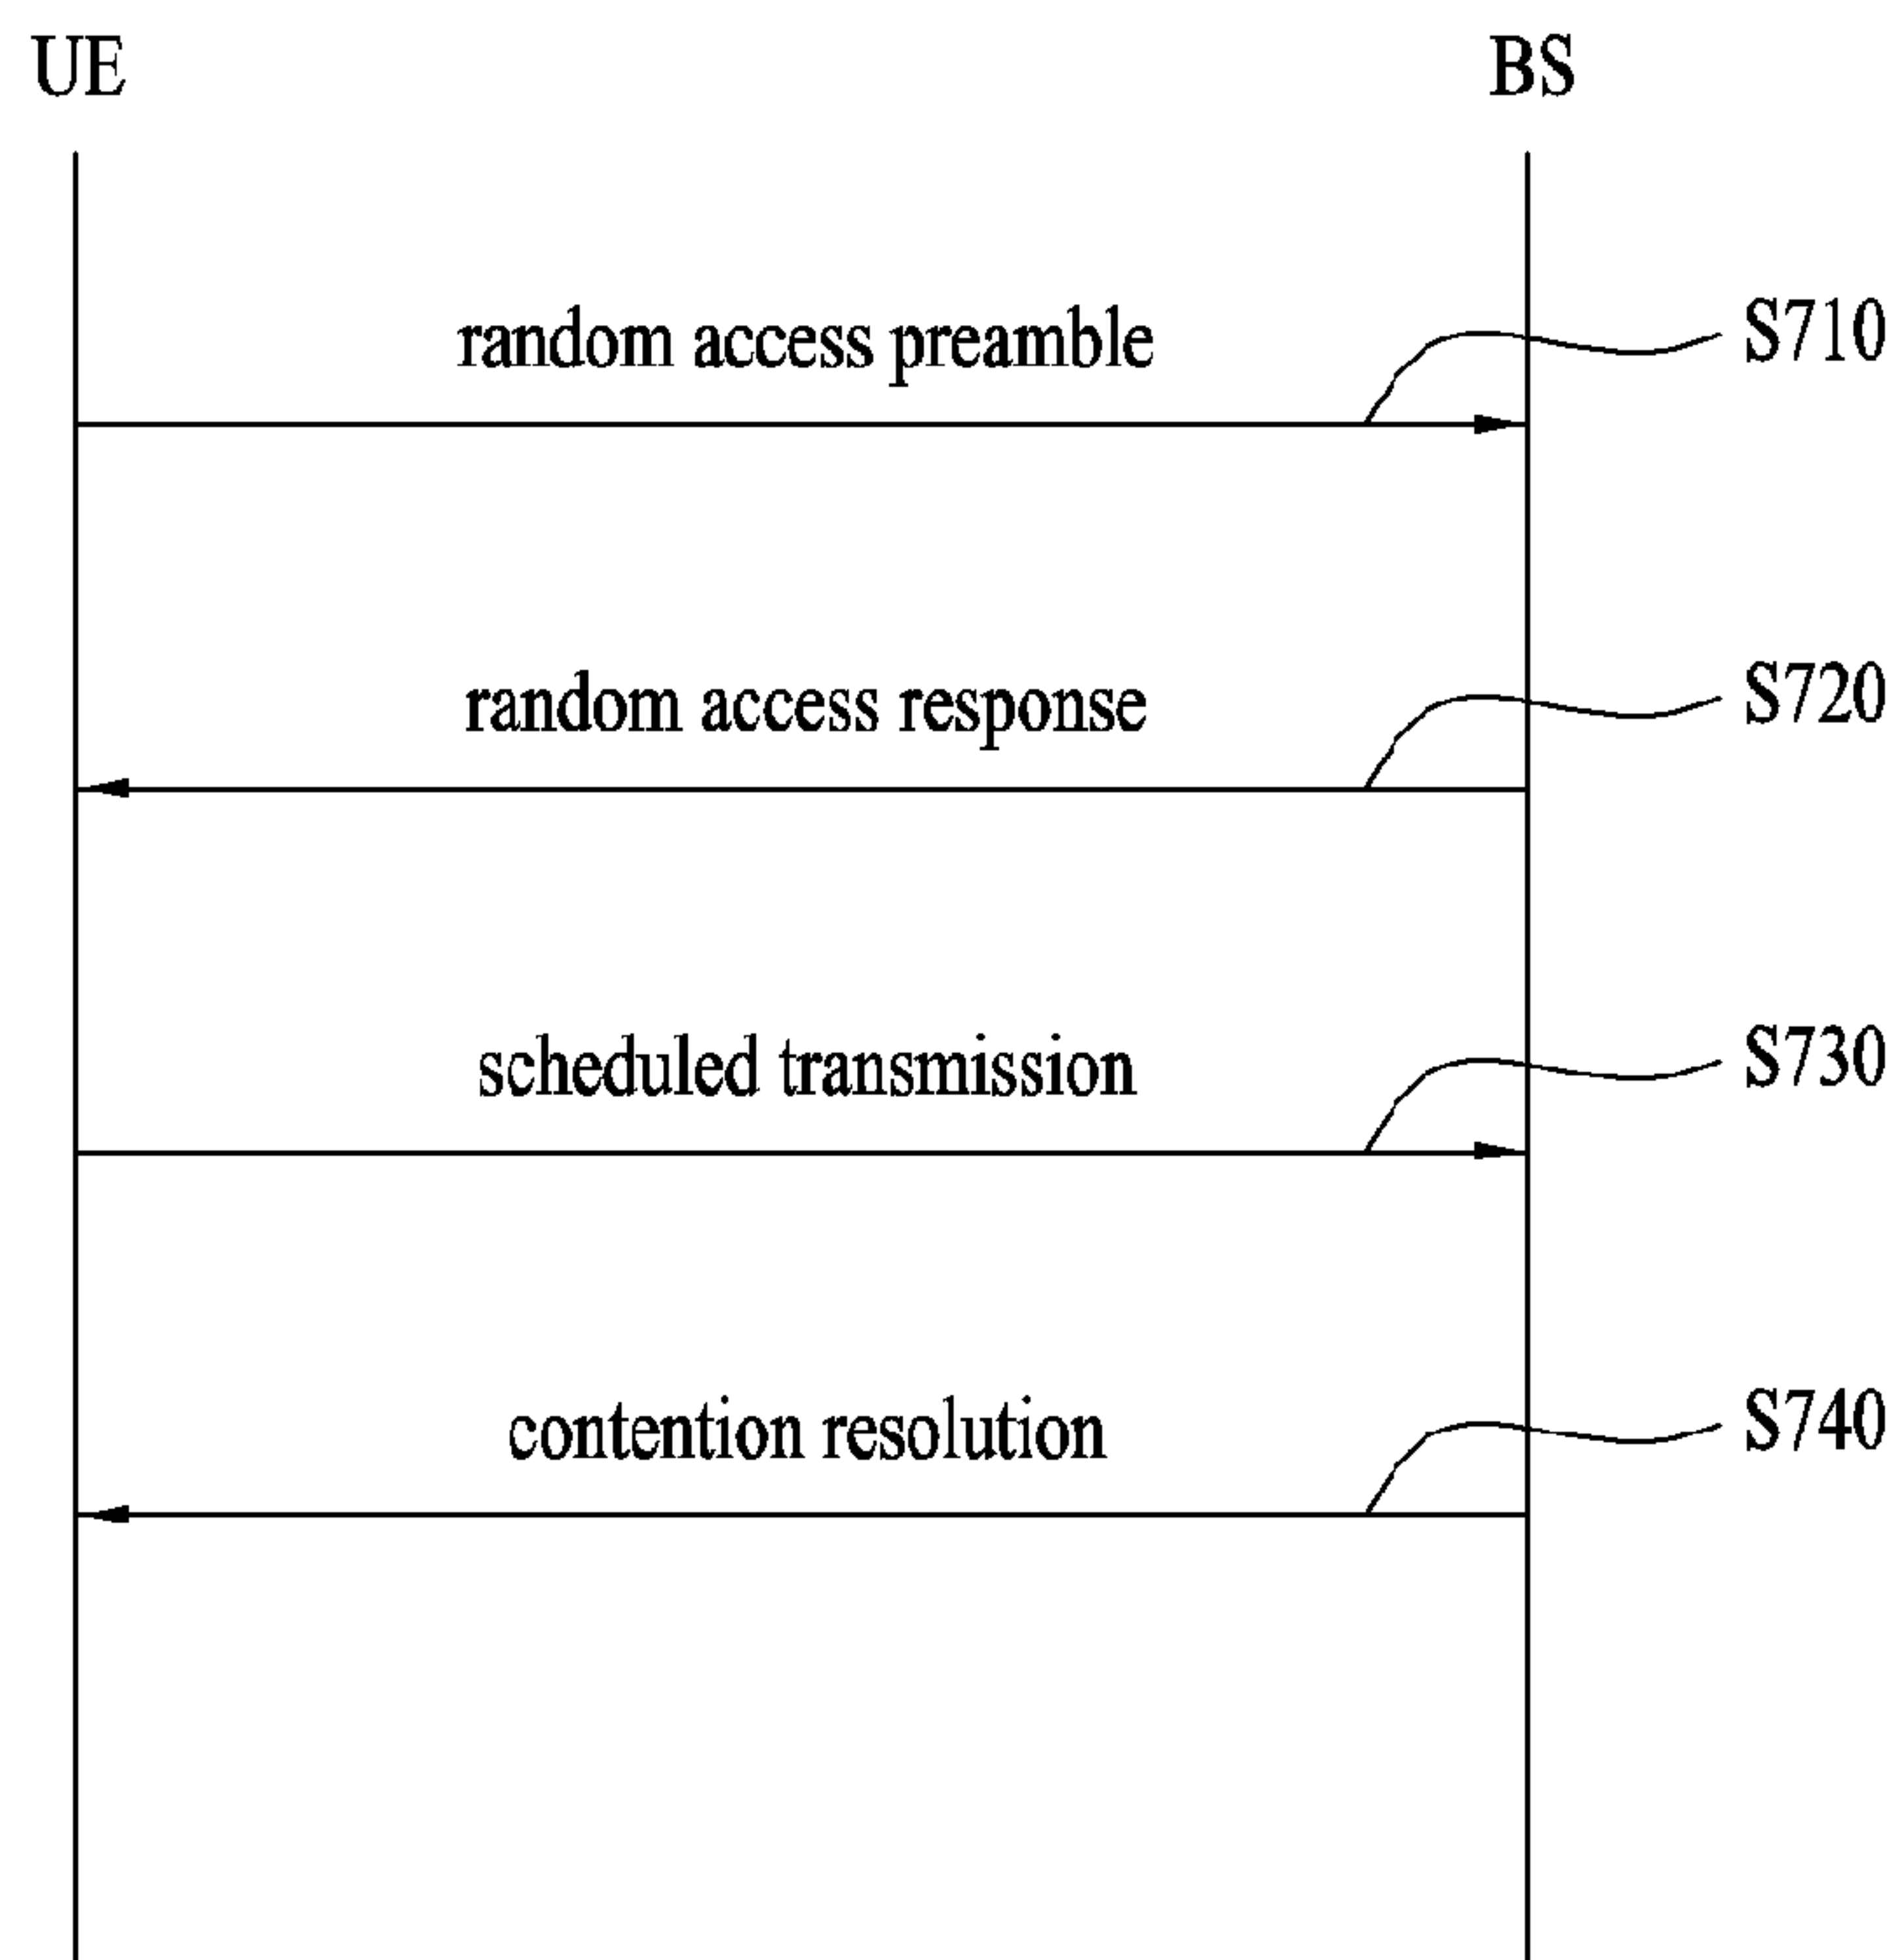 UE BS
random access preamble S710
random access response S720
scheduled transmission S730
contention resolution S740